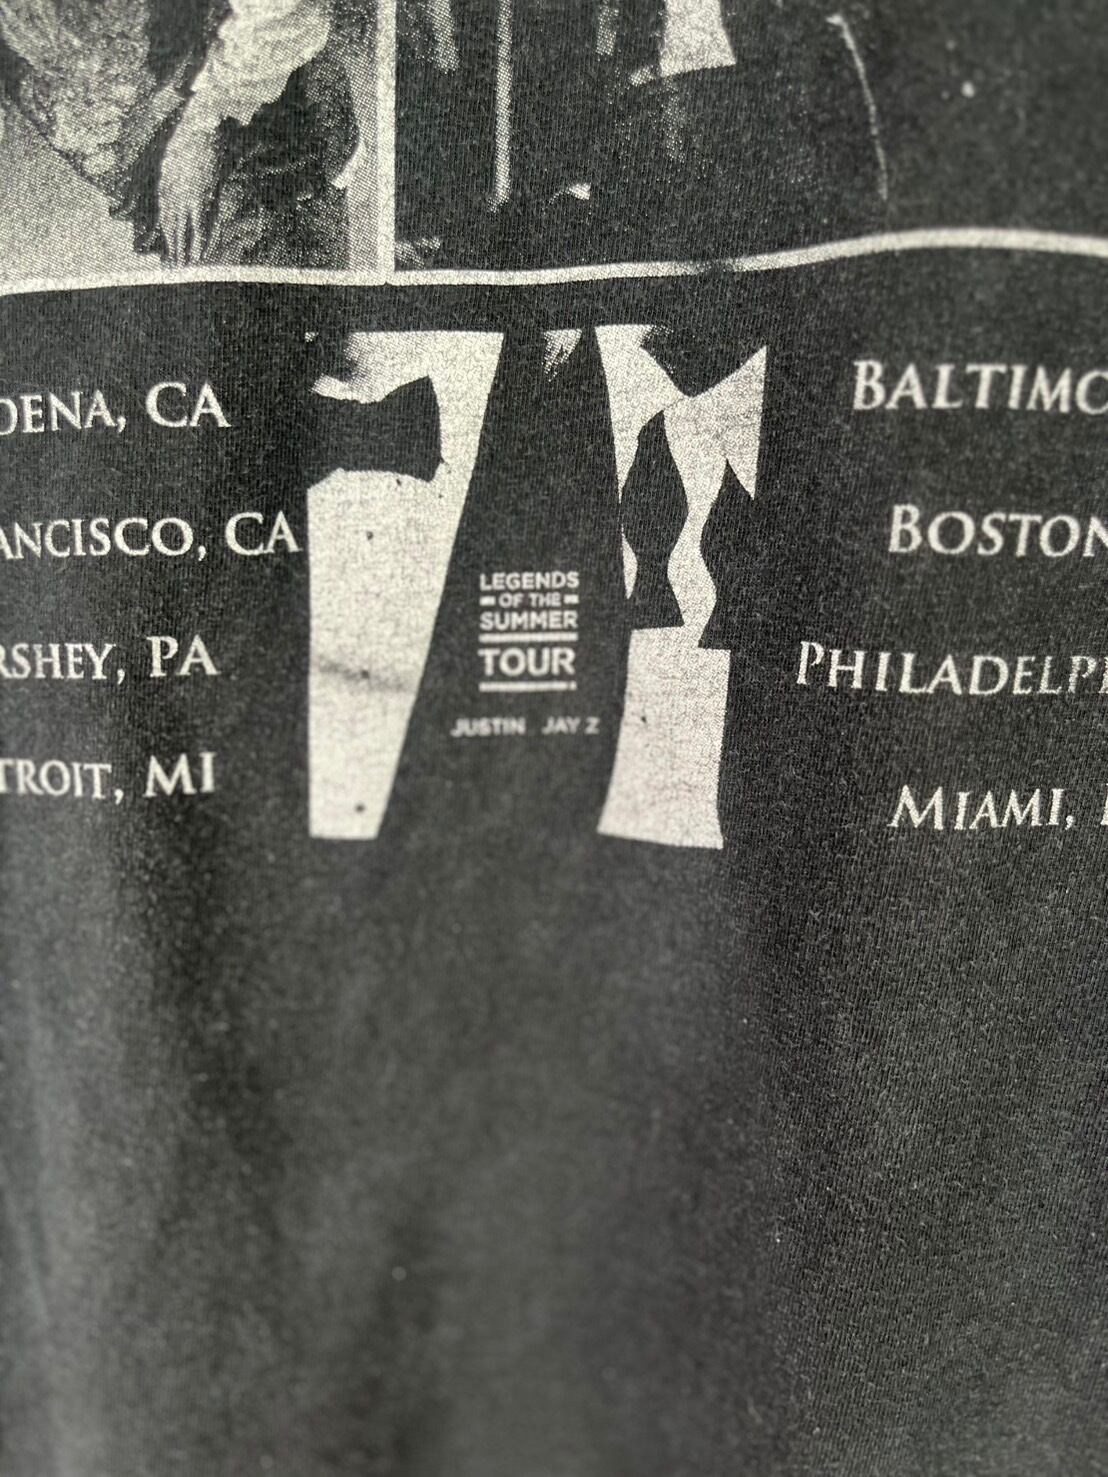 DENA, CA
ANCISCO, CA
RSHEY, PA
TROIT, MI
LEGENDS
OF THE
SUMMER
TOUR
JUSTIN JAY Z
BALTIMO
BOSTON
PHILADELP
MIAMI,